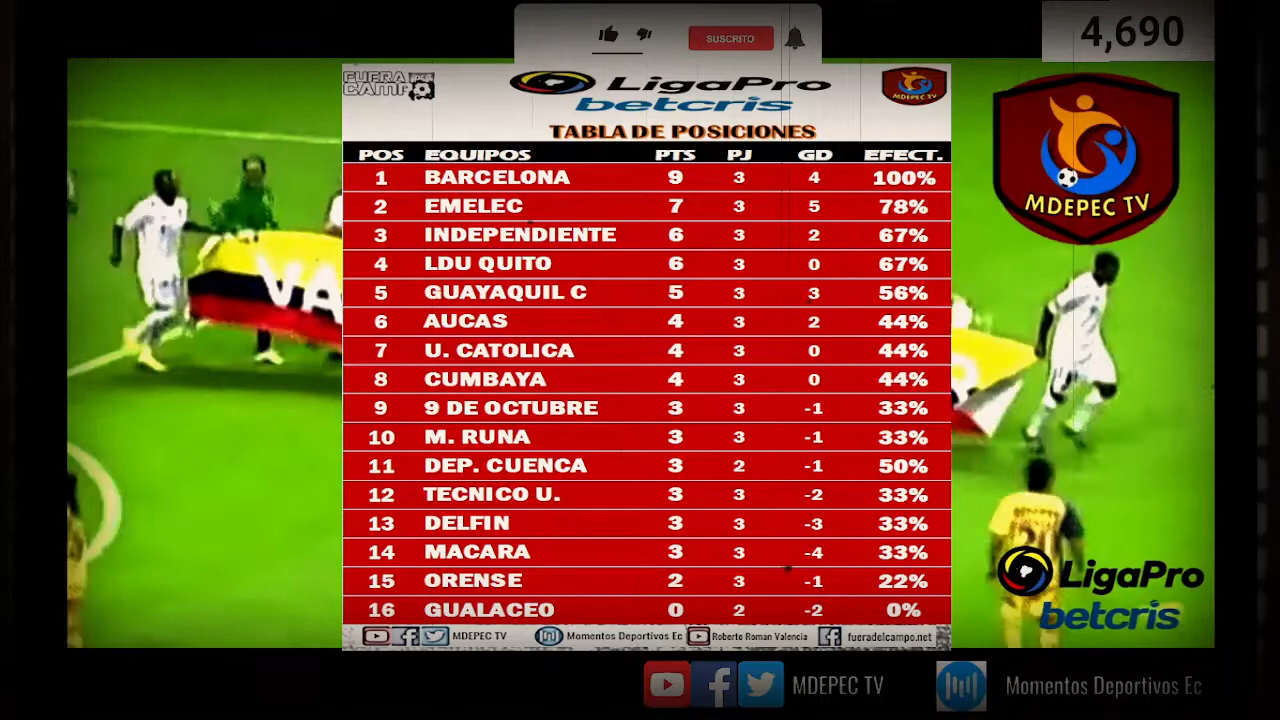 4,690
SUSCRITO
FUERA DEL CAMPO
LigaPro
betcris
MDEPEC TV
TABLA DE POSICIONES
POS EQUIPOS PTS PJ GD EFECT.
1 BARCELONA 9 3 4 100%
2 EMELEC 7 3 5 78%
3 INDEPENDIENTE 6 3 2 67%
4 LDU QUITO 6 3 0 67%
5 GUAYAQUIL C 5 3 3 56%
6 AUCAS 4 3 2 44%
7 U. CATOLICA 4 3 0 44%
8 CUMBAYA 4 3 0 44%
9 9 DE OCTUBRE 3 3 -1 33%
10 M. RUNA 3 3 -1 33%
11 DEP. CUENCA 3 2 -1 50%
12 TECNICO U. 3 3 -2 33%
13 DELFIN 3 3 -3 33%
14 MACARA 3 3 -4 33%
15 ORENSE 2 3 -1 22%
16 GUALACEO 0 2 -2 0%
MDEPEC TV Momentos Deportivos Ec Roberto Roman Valencia fueradelcampo.net
MDEPEC TV
VA
LigaPro
betcris
MDEPEC TV Momentos Deportivos Ec